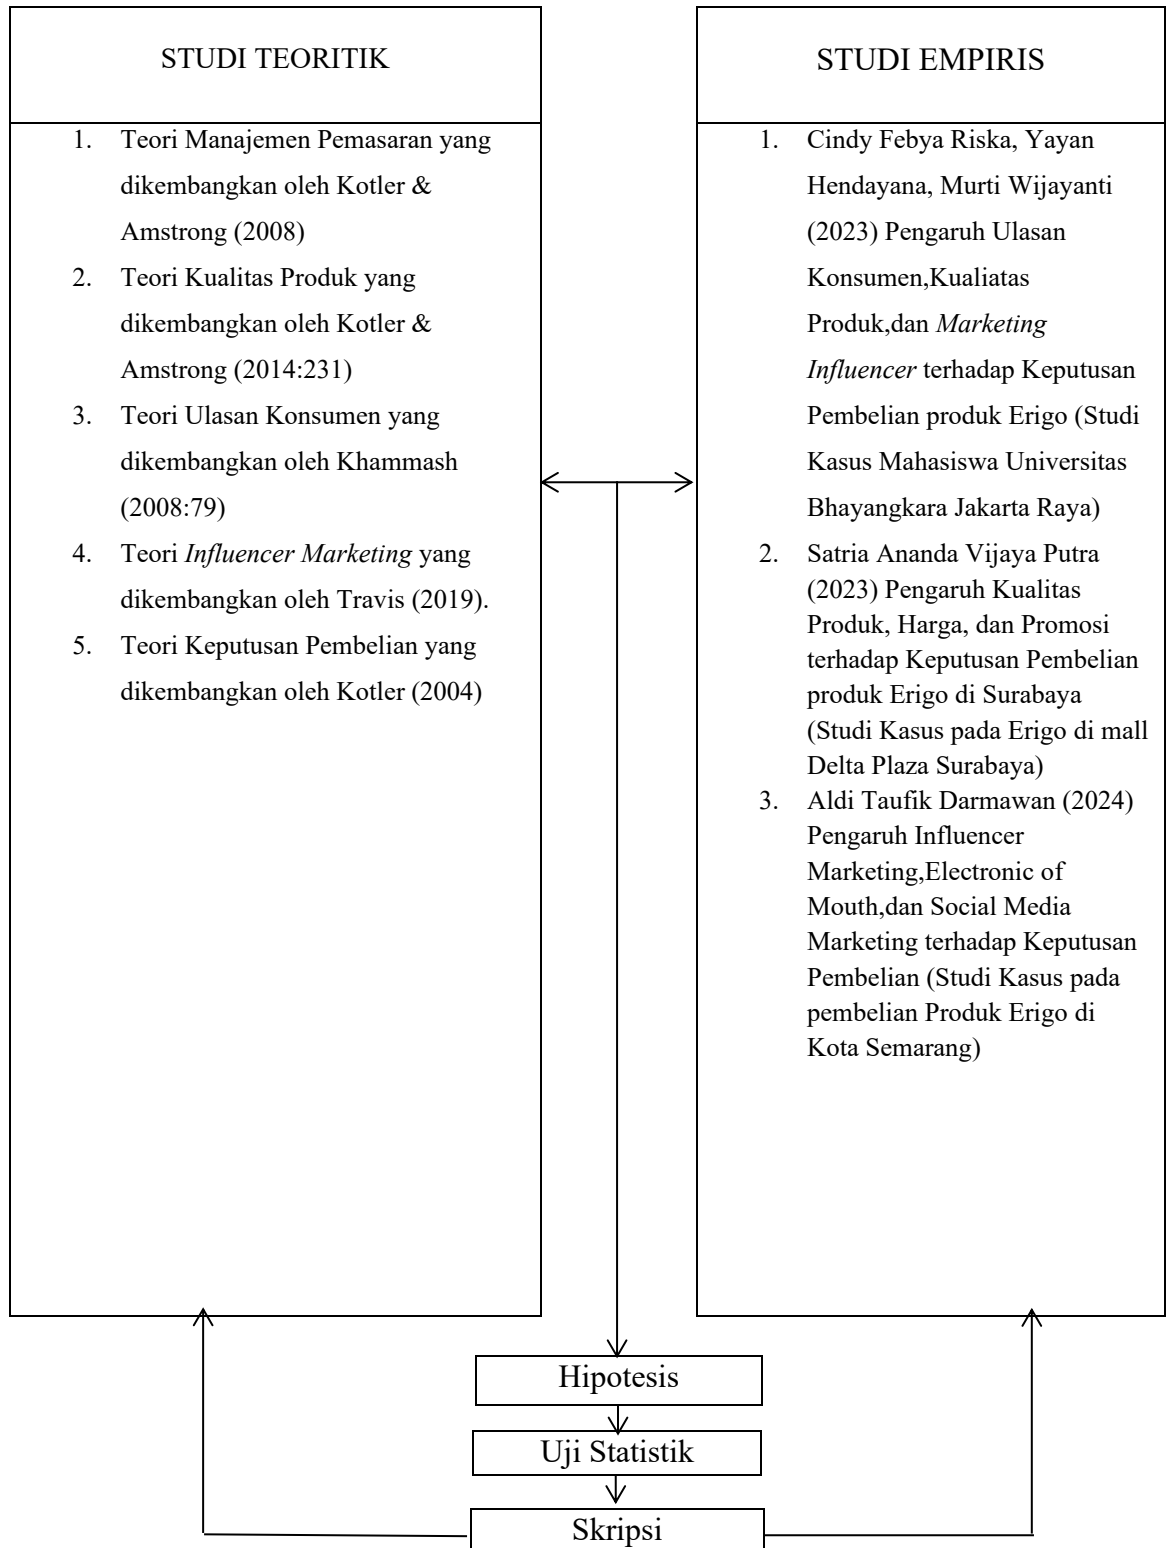 STUDI TEORITIK
1. Teori Manajemen Pemasaran yang
dikembangkan oleh Kotler &
Amstrong (2008)
2. Teori Kualitas Produk yang
dikembangkan oleh Kotler &
Amstrong (2014:231)
3. Teori Ulasan Konsumen yang
dikembangkan oleh Khammash
(2008:79)
4. Teori Influencer Marketing yang
dikembangkan oleh Travis (2019).
5. Teori Keputusan Pembelian yang
dikembangkan oleh Kotler (2004)
STUDI EMPIRIS
1. Cindy Febya Riska, Yayan
Hendayana, Murti Wijayanti
(2023) Pengaruh Ulasan
Konsumen,Kualiatas
Produk,dan Marketing
Influencer terhadap Keputusan
Pembelian produk Erigo (Studi
Kasus Mahasiswa Universitas
Bhayangkara Jakarta Raya)
2. Satria Ananda Vijaya Putra
(2023) Pengaruh Kualitas
Produk, Harga, dan Promosi
terhadap Keputusan Pembelian
produk Erigo di Surabaya
(Studi Kasus pada Erigo di mall
Delta Plaza Surabaya)
3. Aldi Taufik Darmawan (2024)
Pengaruh Influencer
Marketing,Electronic of
Mouth,dan Social Media
Marketing terhadap Keputusan
Pembelian (Studi Kasus pada
pembelian Produk Erigo di
Kota Semarang)
Hipotesis
Uji Statistik
Skripsi